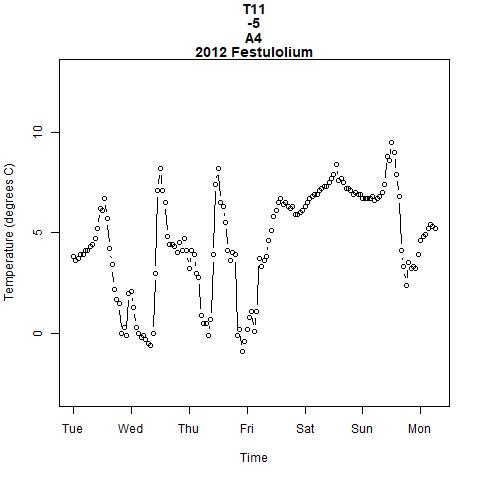 T11
-5
A4
2012 Festulolium
Temperature (degrees C)
10
5
0
Tue Wed Thu Fri Sat Sun Mon
Time